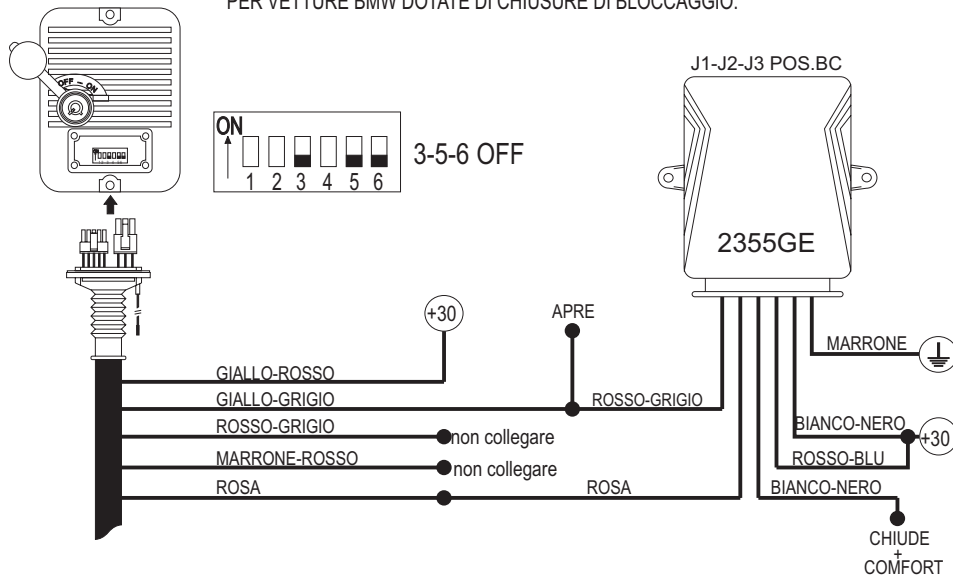 PER VETTURE BMW DOTATE DI CHIUSURE DI BLOCCAGGIO.
J1-J2-J3 POS.BC
OFF - ON
ON
1 2 3 4 5 6
3-5-6 OFF
2355GE
+30
APRE
MARRONE
GIALLO-ROSSO
GIALLO-GRIGIO
ROSSO-GRIGIO
ROSSO-GRIGIO
non collegare
BIANCO-NERO
+30
MARRONE-ROSSO
non collegare
ROSSO-BLU
ROSA
ROSA
BIANCO-NERO
CHIUDE
+
COMFORT